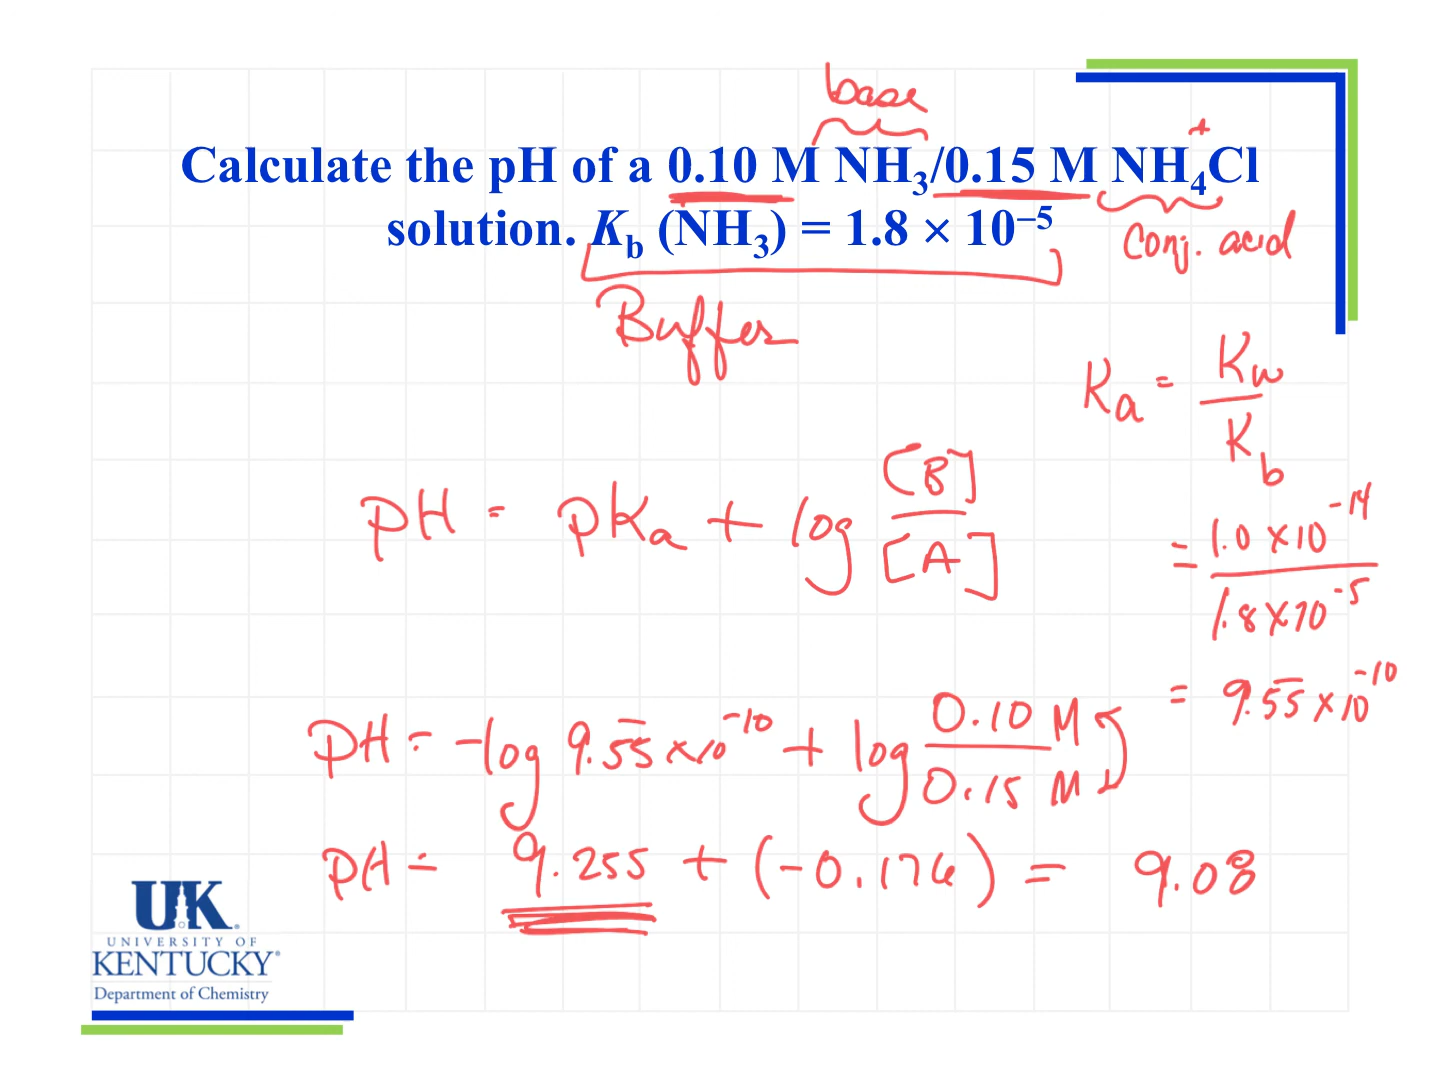 base
+
Calculate the pH of a 0.10 M NH₃/0.15 M NH₄Cl
solution. K_b (NH₃) = 1.8 × 10⁻⁵
conj. acid
Buffer
Ka = Kw / Kb
pH = pKa + log [B] / [A]
= 1.0 × 10⁻¹⁴ / 1.8 × 10⁻⁵
= 9.55 × 10⁻¹⁰
pH = -log 9.55 × 10⁻¹⁰ + log 0.10 M / 0.15 M
pH = 9.255 + (-0.176) = 9.08
UK
UNIVERSITY OF
KENTUCKY
Department of Chemistry